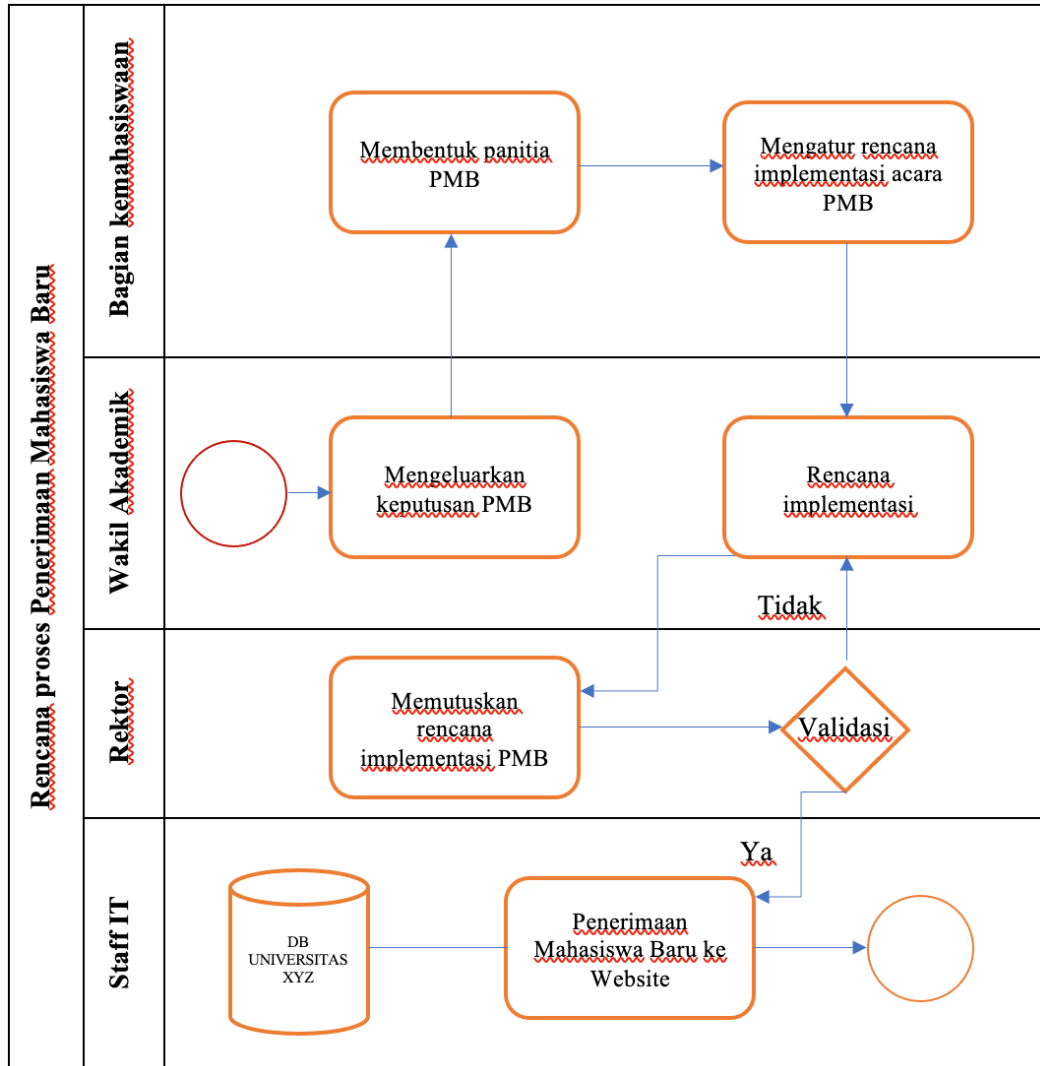 Rencana proses Penerimaan Mahasiswa Baru
Bagian kemahasiswaan
Membentuk panitia
PMB
Mengatur rencana
implementasi acara
PMB
Wakil Akademik
Mengeluarkan
keputusan PMB
Rencana
implementasi
Tidak
Rektor
Memutuskan
rencana
implementasi PMB
Validasi
Staff IT
Ya
DB
UNIVERSITAS
XYZ
Penerimaan
Mahasiswa Baru ke
Website